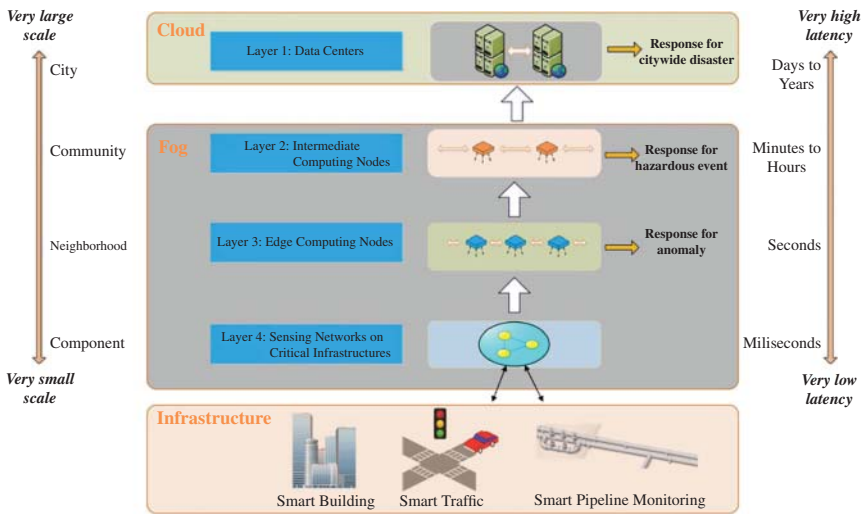 Very large
scale
City
Community
Neighborhood
Component
Very small
scale
Cloud
Layer 1: Data Centers
Response for
citywide disaster
Fog
Layer 2: Intermediate
Computing Nodes
Response for
hazardous event
Layer 3: Edge Computing Nodes
Response for
anomaly
Layer 4: Sensing Networks on
Critical Infrastructures
Infrastructure
Smart Building
Smart Traffic
Smart Pipeline Monitoring
Very high
latency
Days to
Years
Minutes to
Hours
Seconds
Miliseconds
Very low
latency